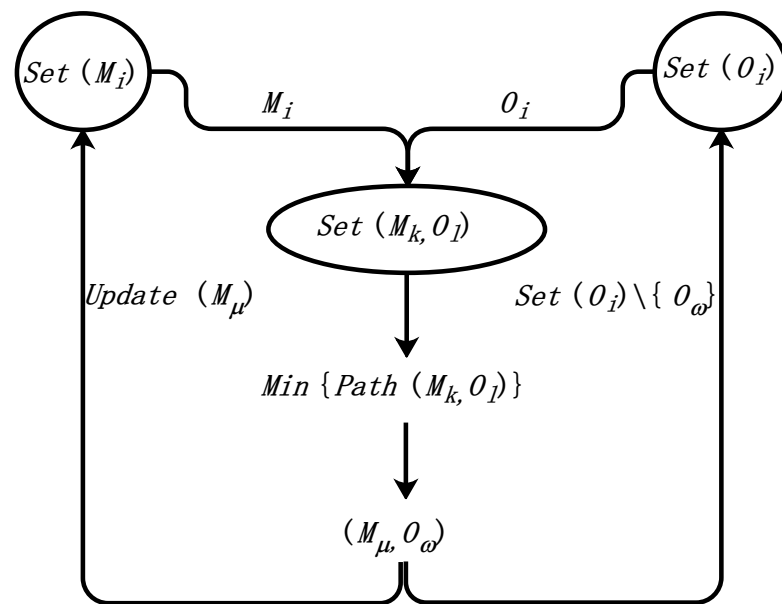 Set (M_i)
Set (O_i)
M_i
O_i
Set (M_k, O_l)
Update (M_μ)
Set (O_i) \ { O_ω}
Min {Path (M_k, O_l)}
(M_μ, O_ω)